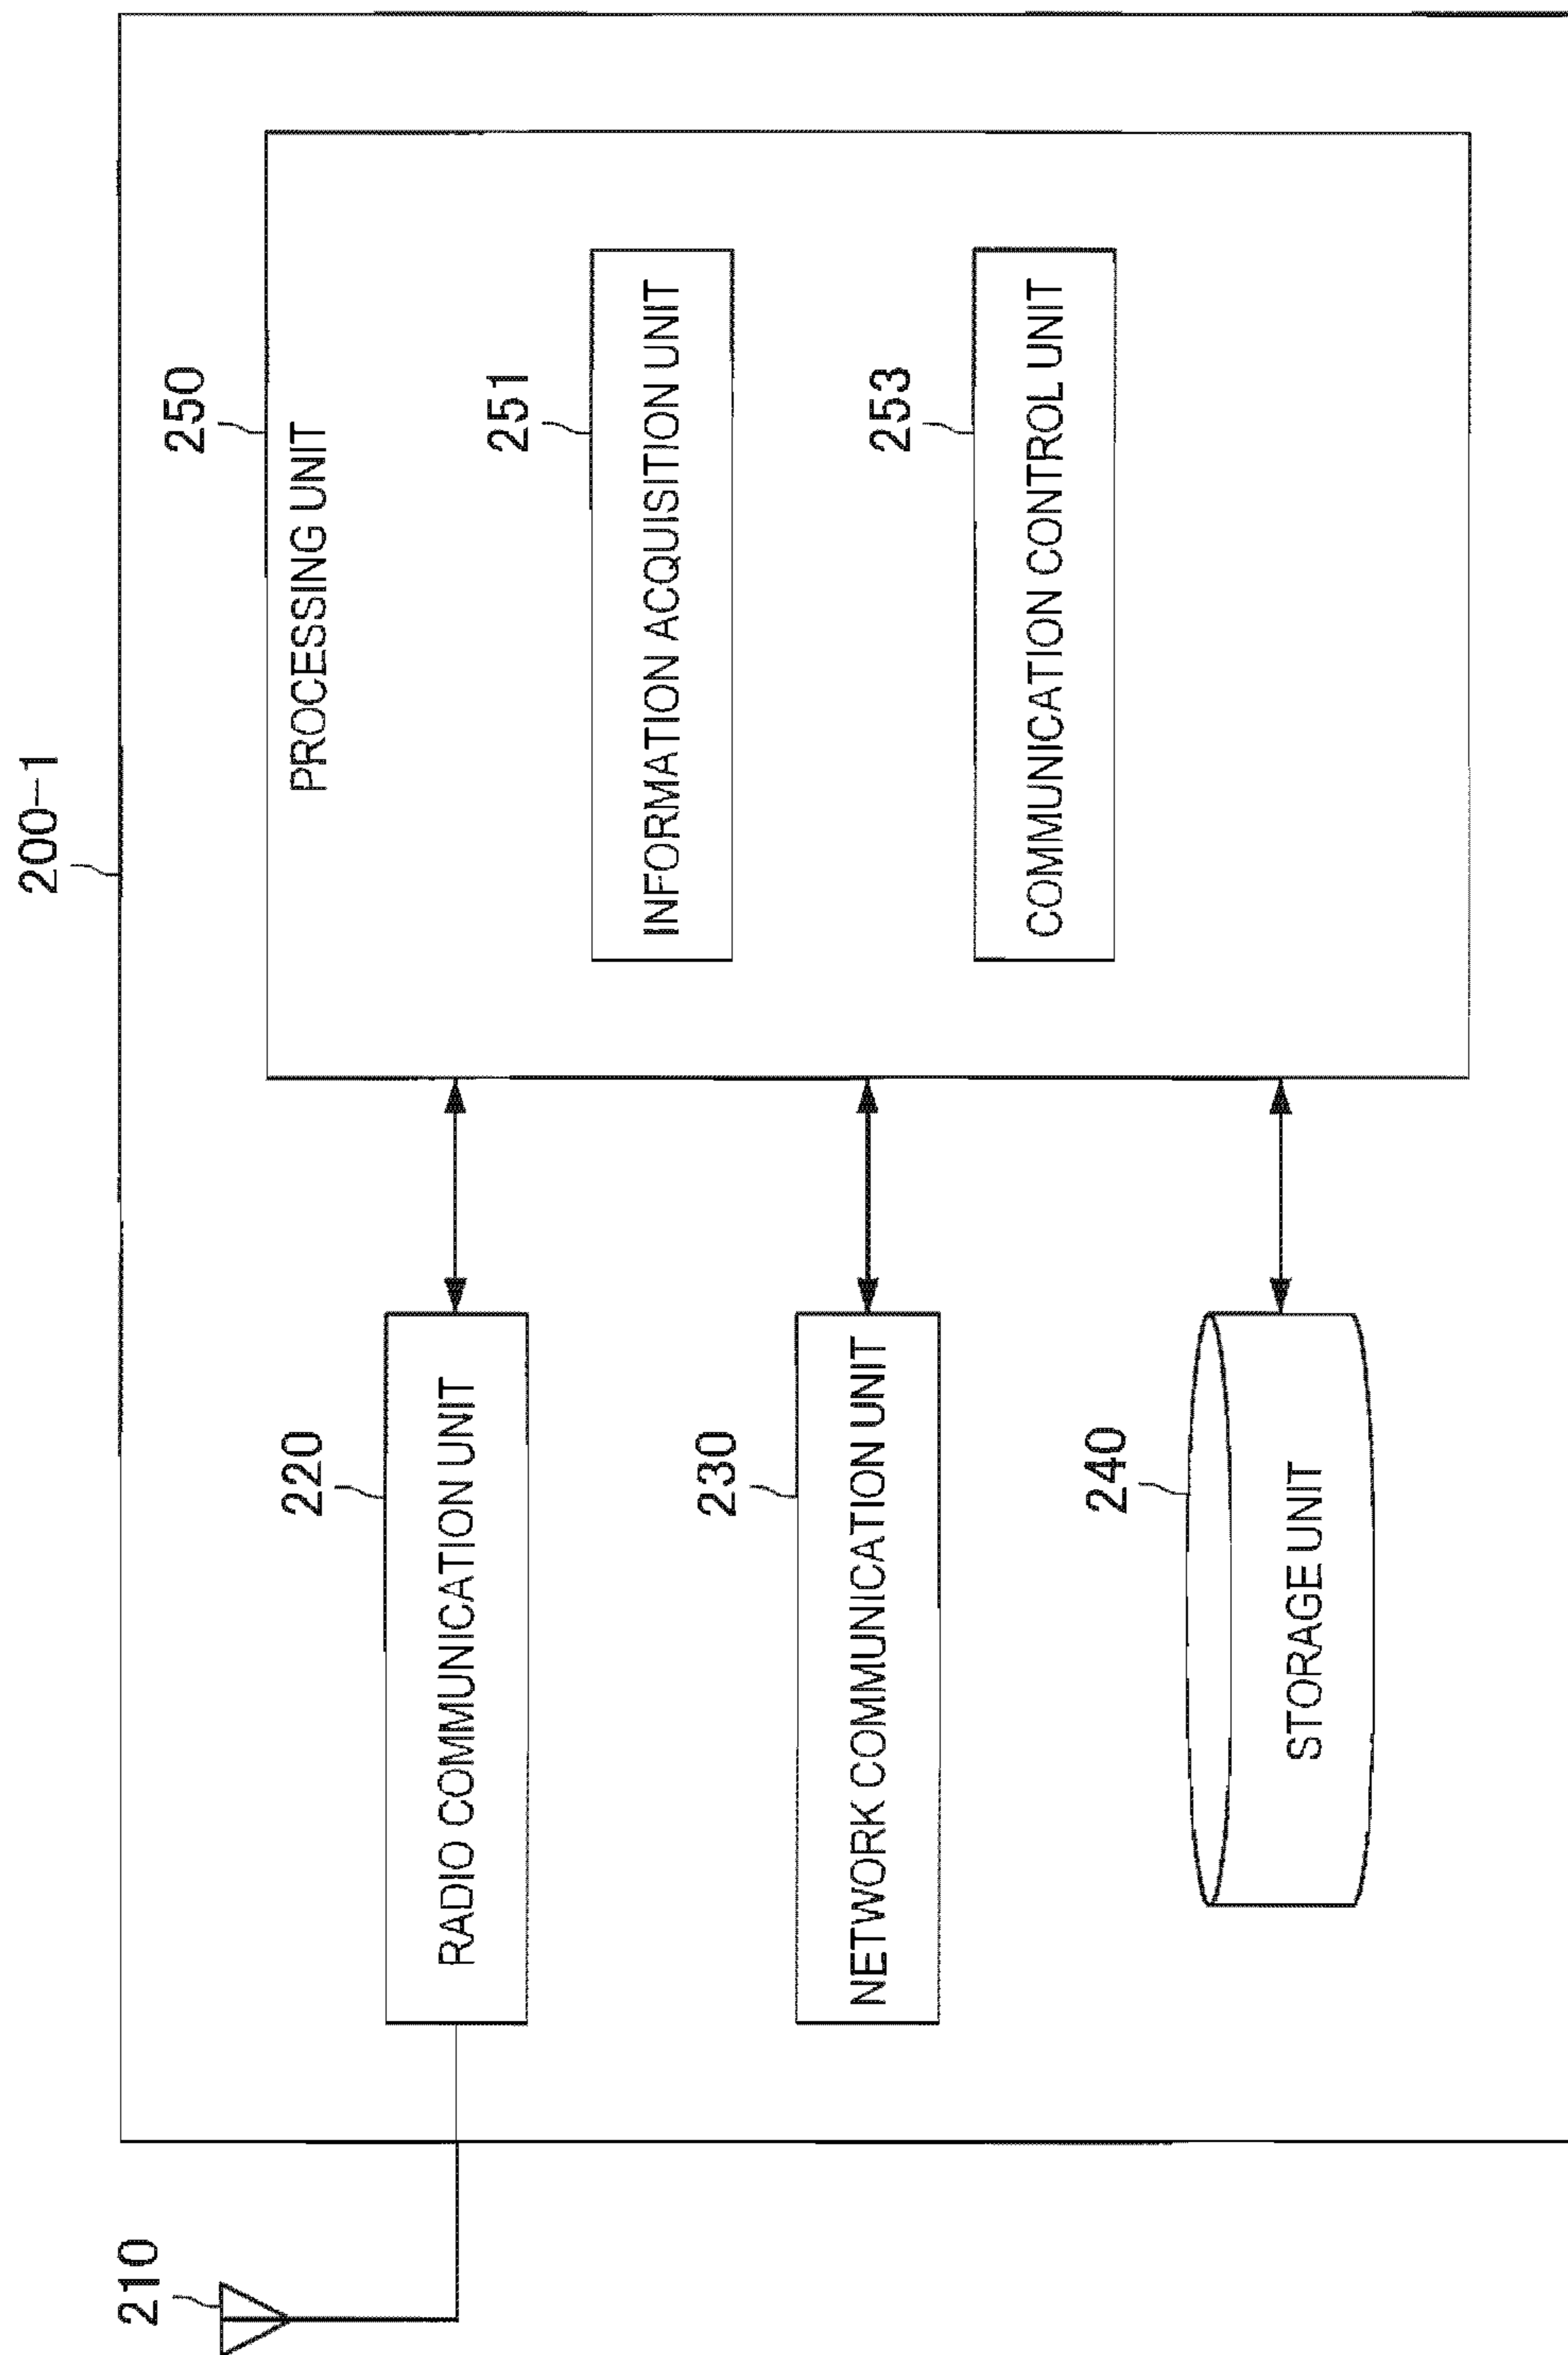 200-1
210
220
RADIO COMMUNICATION UNIT
230
NETWORK COMMUNICATION UNIT
240
STORAGE UNIT
250
PROCESSING UNIT
251
INFORMATION ACQUISITION UNIT
253
COMMUNICATION CONTROL UNIT